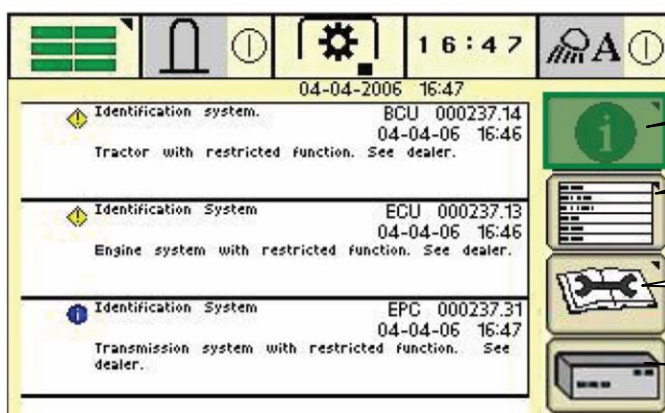 16:47
A
04-04-2006 16:47
Identification system. BCU 000237.14
04-04-06 16:46
Tractor with restricted function. See dealer.
Identification System ECU 000237.13
04-04-06 16:46
Engine system with restricted function. See dealer.
Identification System EPC 000237.31
04-04-06 16:47
Transmission system with restricted function. See
dealer.